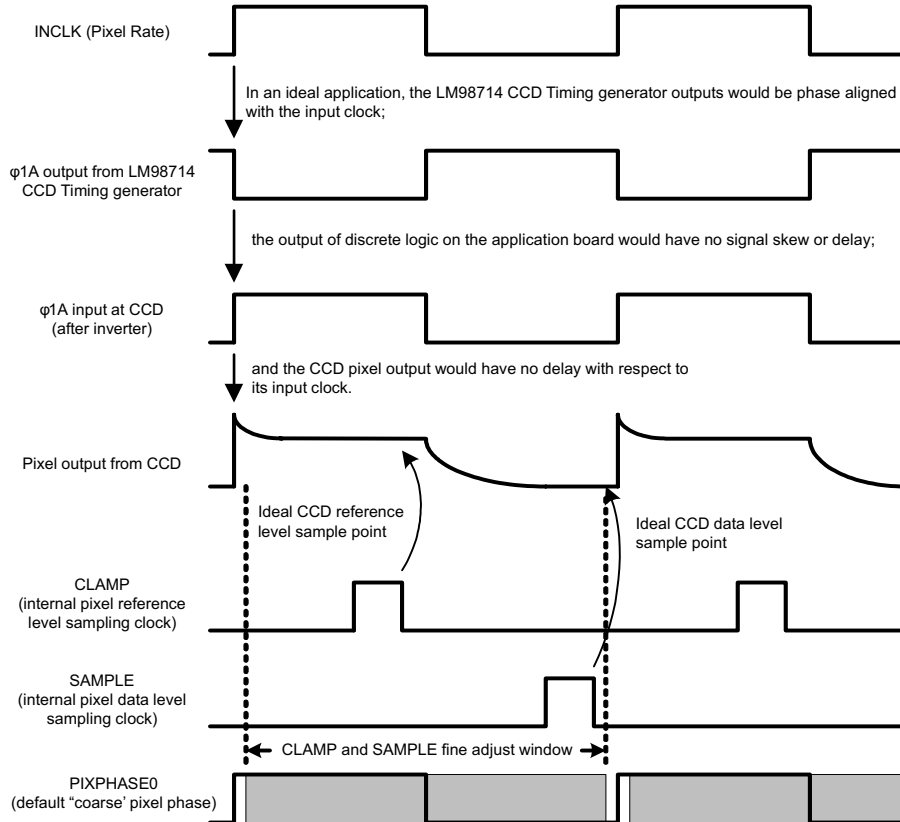 INCLK (Pixel Rate)
In an ideal application, the LM98714 CCD Timing generator outputs would be phase aligned
with the input clock;
φ1A output from LM98714
CCD Timing generator
the output of discrete logic on the application board would have no signal skew or delay;
φ1A input at CCD
(after inverter)
and the CCD pixel output would have no delay with respect to
its input clock.
Pixel output from CCD
Ideal CCD reference
level sample point
Ideal CCD data level
sample point
CLAMP
(internal pixel reference
level sampling clock)
SAMPLE
(internal pixel data level
sampling clock)
CLAMP and SAMPLE fine adjust window
PIXPHASE0
(default “coarse’ pixel phase)